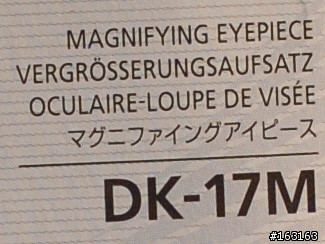 MAGNIFYING EYEPIECE
VERGRÖSSERUNGSAUFSATZ
OCULAIRE-LOUPE DE VISÉE
マグニファイングアイピース
DK-17M
#163163